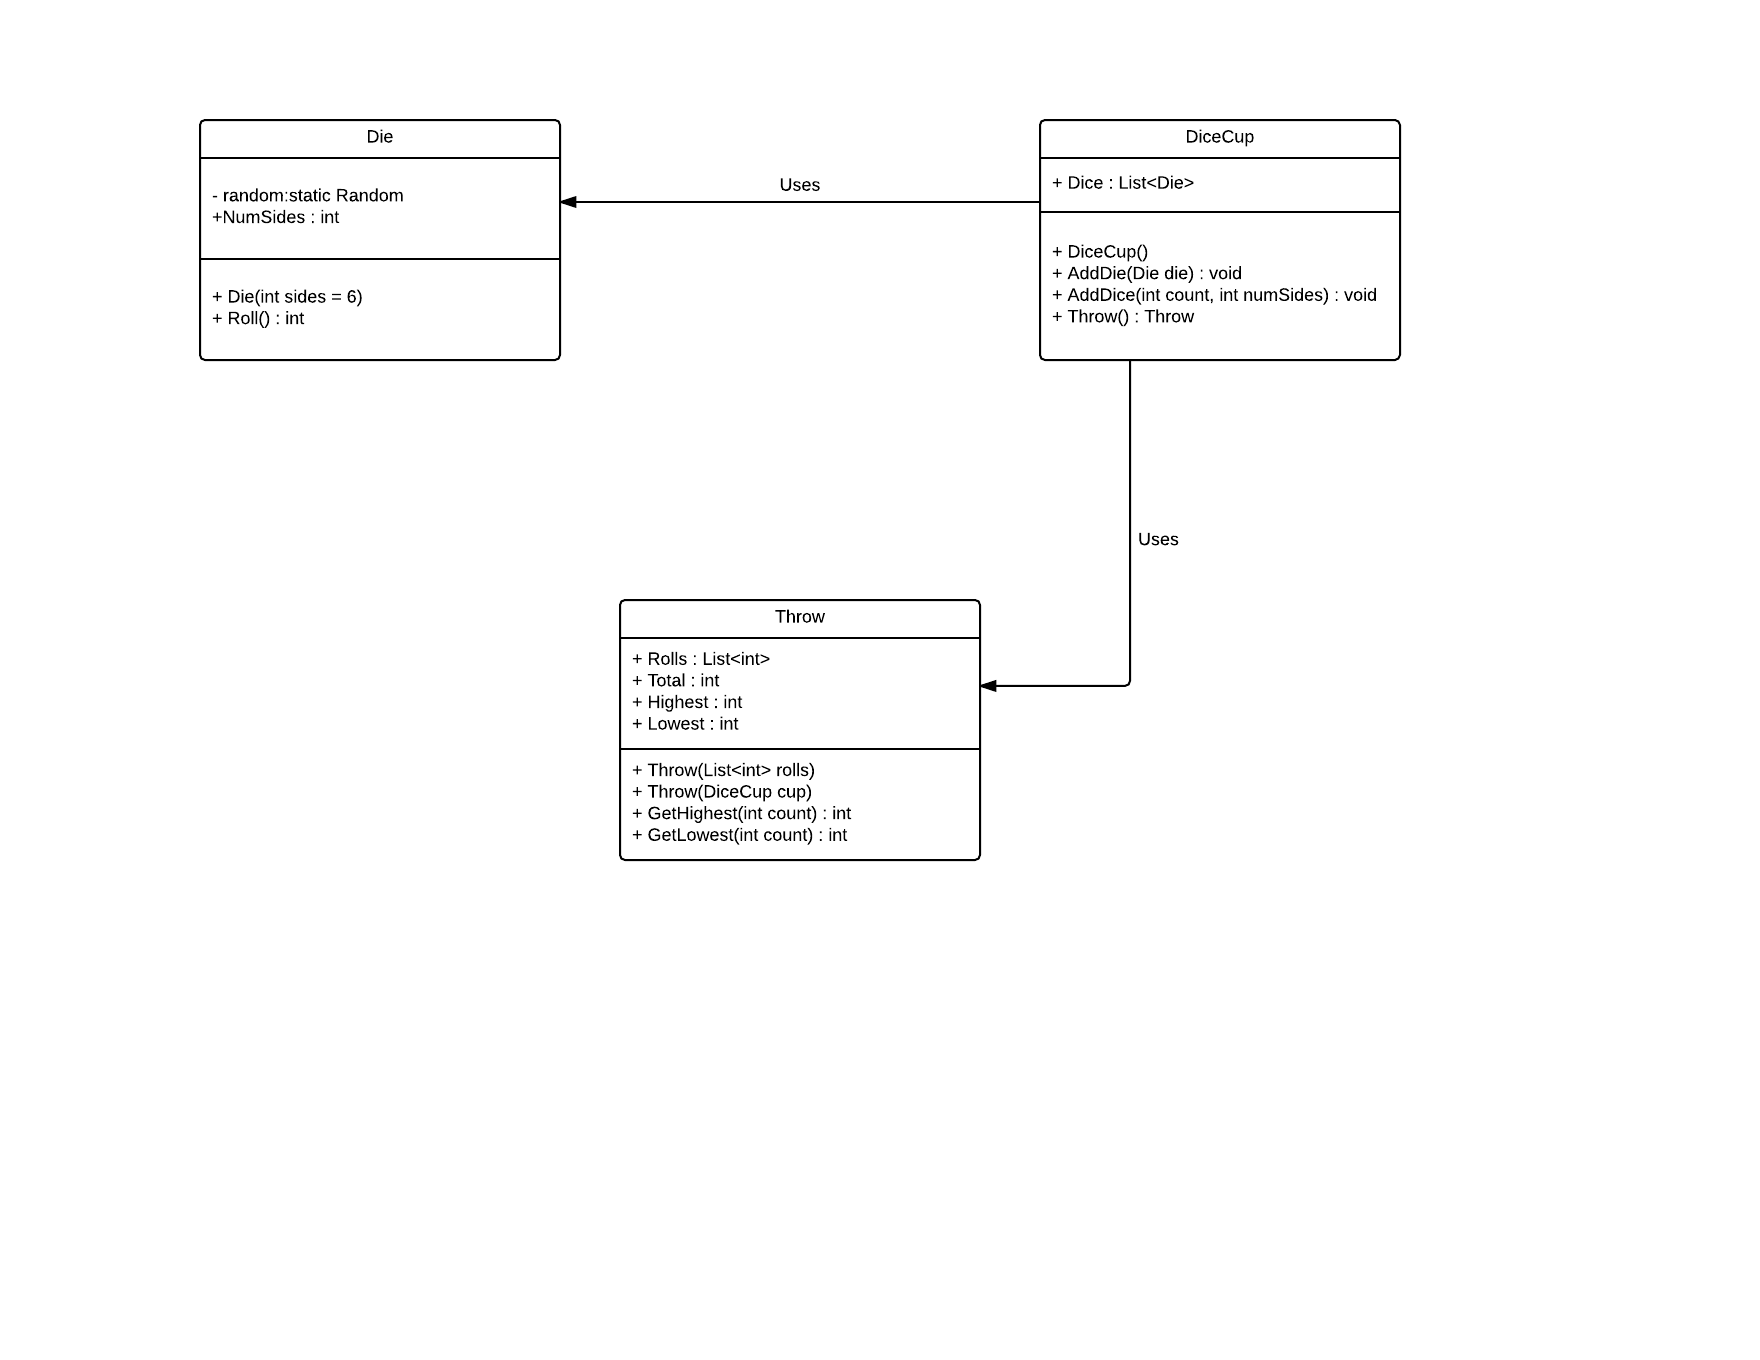 Die
- random:static Random
+NumSides : int
+ Die(int sides = 6)
+ Roll() : int
Uses
DiceCup
+ Dice : List<Die>
+ DiceCup()
+ AddDie(Die die) : void
+ AddDice(int count, int numSides) : void
+ Throw() : Throw
Uses
Throw
+ Rolls : List<int>
+ Total : int
+ Highest : int
+ Lowest : int
+ Throw(List<int> rolls)
+ Throw(DiceCup cup)
+ GetHighest(int count) : int
+ GetLowest(int count) : int